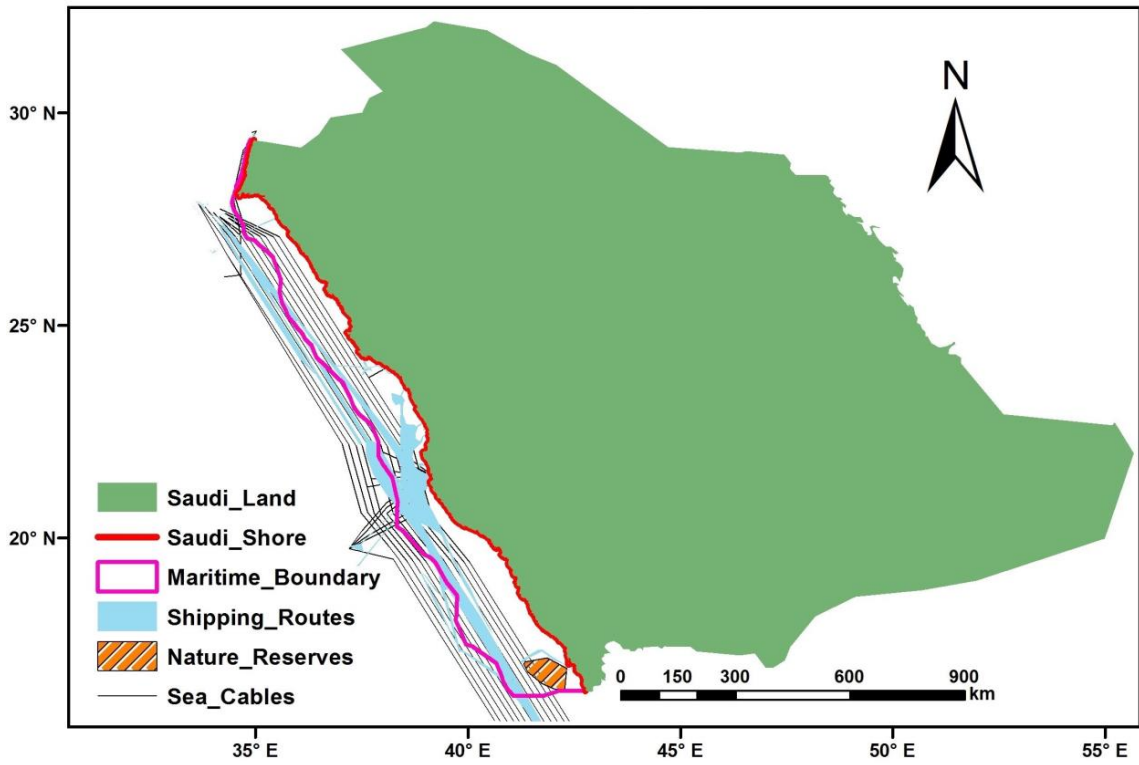 N
30° N
25° N
20° N
Saudi_Land
Saudi_Shore
Maritime_Boundary
Shipping_Routes
Nature_Reserves
Sea_Cables
0 150 300 600 900
km
35° E 40° E 45° E 50° E 55° E